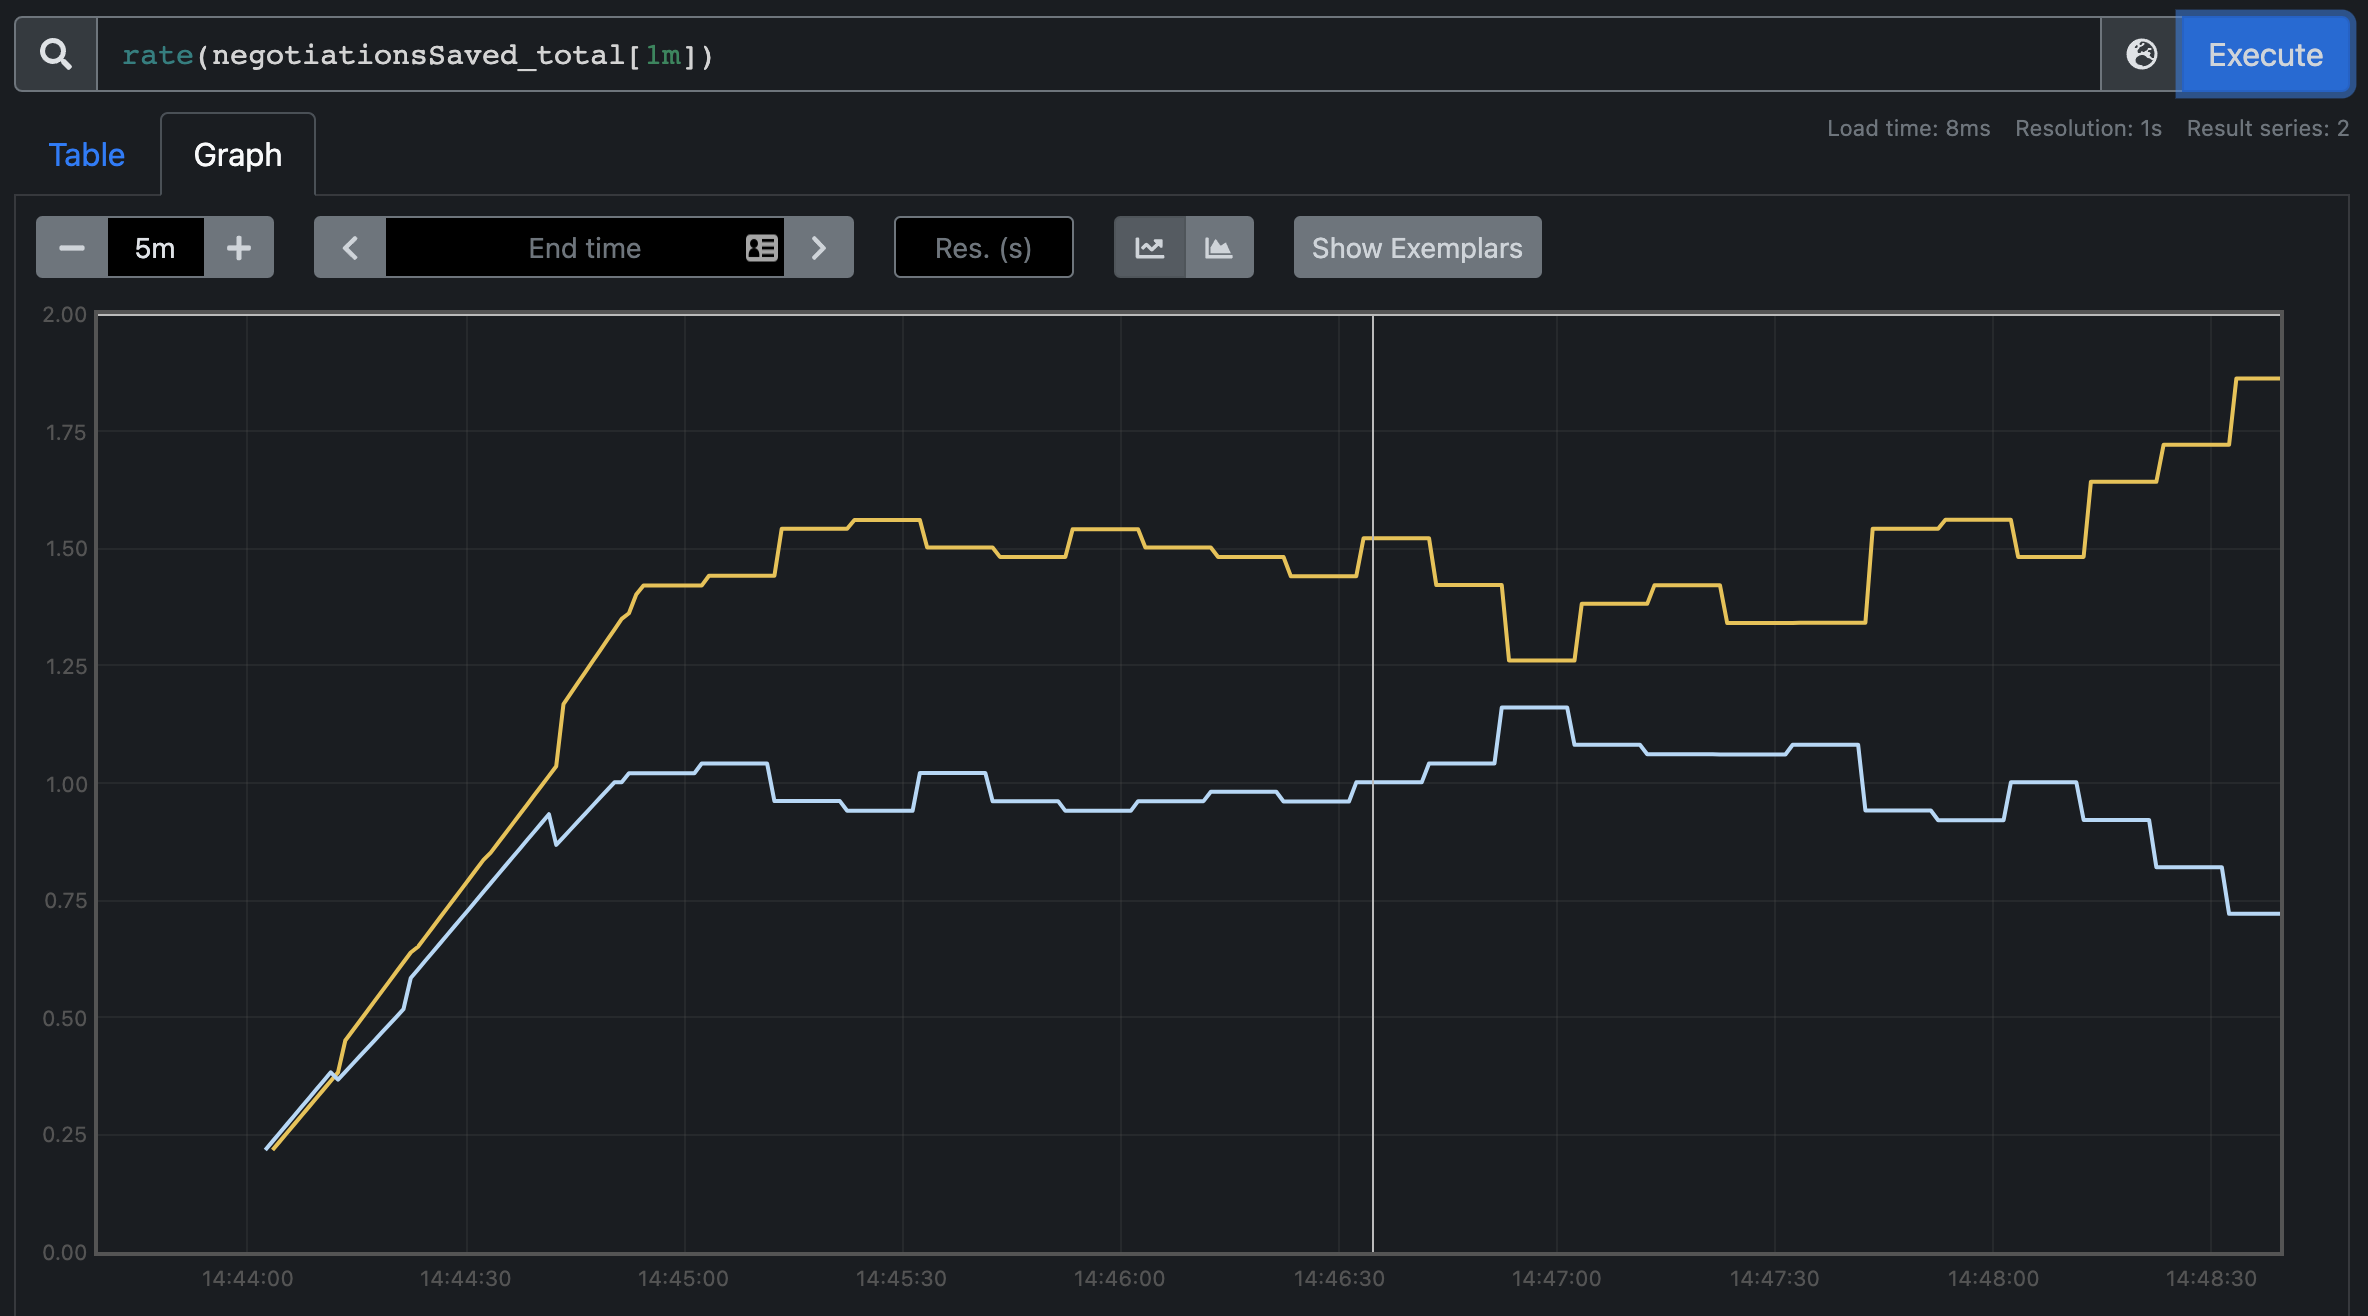 rate(negotiationsSaved_total[1m])
Execute
Load time: 8ms Resolution: 1s Result series: 2
Table Graph
5m End time Res. (s) Show Exemplars
2.00
1.75
1.50
1.25
1.00
0.75
0.50
0.25
0.00
14:44:00 14:44:30 14:45:00 14:45:30 14:46:00 14:46:30 14:47:00 14:47:30 14:48:00 14:48:30